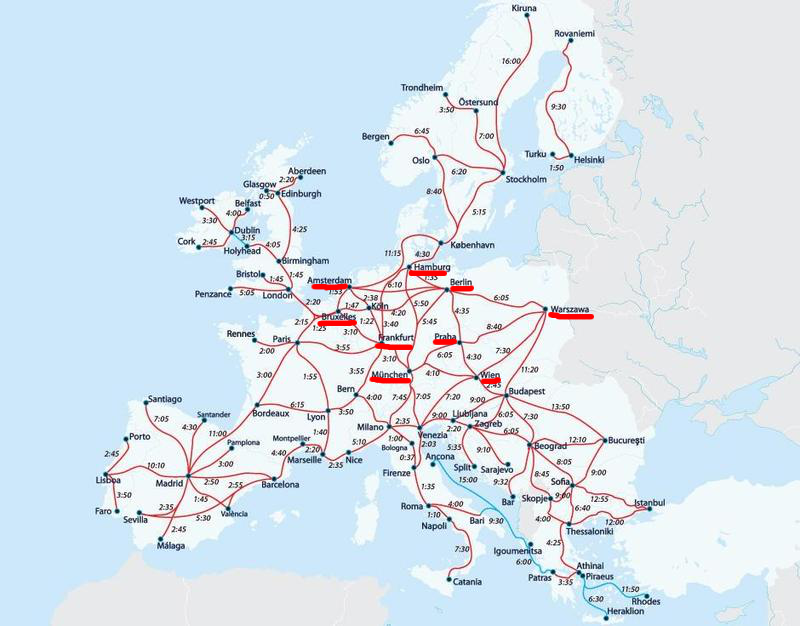 Kiruna
Rovaniemi
16:00
Trondheim
3:50
Östersund
9:30
Bergen
6:45
7:00
Oslo
6:20
Turku
1:50
Helsinki
Stockholm
8:40
5:15
Aberdeen
Glasgow
2:20
0:50
Edinburgh
Westport
Belfast
4:00
3:30
Dublin
3:15
4:25
Cork
2:45
Holyhead
4:05
København
11:15
4:30
Birmingham
Bristol
1:45
1:45
Hamburg
1:35
Amsterdam
Penzance
5:05
London
1:53
2:38
6:10
Berlin
2:20
1:47
Köln
4:20
5:50
6:05
Warszawa
Bruxelles
2:15
1:25
1:22
3:40
5:45
4:35
8:40
Rennes
Paris
3:10
Frankfurt
Praha
2:00
3:55
6:05
4:30
7:30
3:00
1:55
3:55
München
4:10
Wien
2:45
11:20
Bern
4:00
7:45
7:05
7:20
9:00
Budapest
Santiago
Bordeaux
6:15
Lyon
3:50
13:50
Santander
7:05
11:00
Milano
2:35
9:00
Ljubljana
6:05
Zagreb
6:05
7:30
Porto
Pamplona
Montpellier
1:40
1:00
Venezia
2:20
2:45
3:00
4:40
5:10
Bologna
2:03
Beograd
12:10
Bucureşti
Marseille
2:35
Nice
0:37
Ancona
5:35
9:10
8:05
Lisboa
10:10
Madrid
2:50
2:55
Barcelona
Firenze
Split
Sarajevo
8:45
9:00
15:00
9:32
Sofia
3:50
2:35
1:45
1:35
Bar
Skopje
9:00
12:55
Faro
Sevilla
5:30
València
Roma
4:00
6:40
Istanbul
2:45
1:10
Bari
9:30
4:00
12:00
Málaga
Napoli
Thessaloniki
7:30
Igoumenitsa
4:25
6:00
Athinai
Catania
Patras
3:35
Piraeus
11:50
6:30
Rhodes
Heraklion